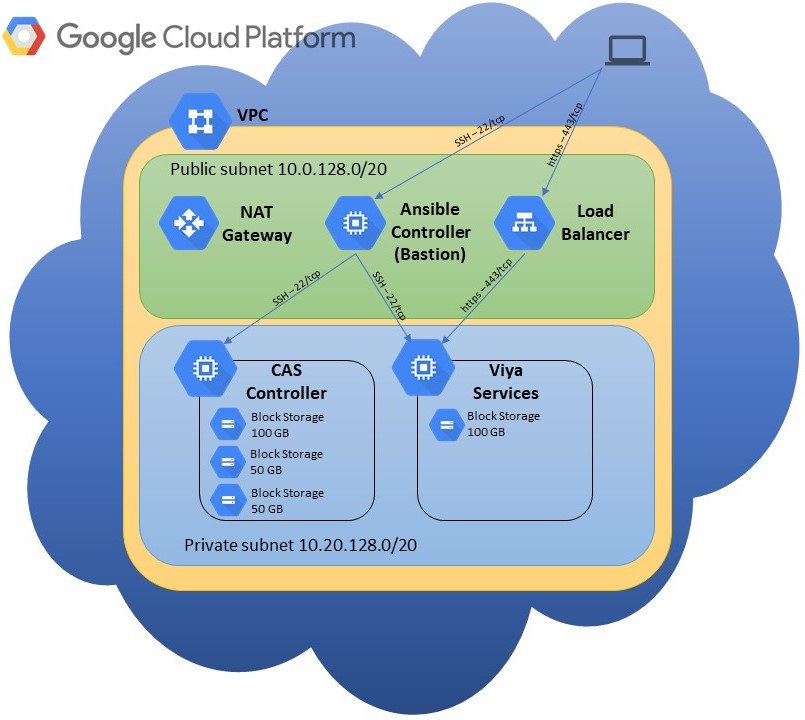 Google Cloud Platform
VPC
SSH – 22/tcp
https – 443/tcp
Public subnet 10.0.128.0/20
NAT
Gateway
Ansible
Controller
(Bastion)
Load
Balancer
SSH – 22/tcp
SSH – 22/tcp
https – 443/tcp
CAS
Controller
Block Storage
100 GB
Block Storage
50 GB
Block Storage
50 GB
Viya
Services
Block Storage
100 GB
Private subnet 10.20.128.0/20